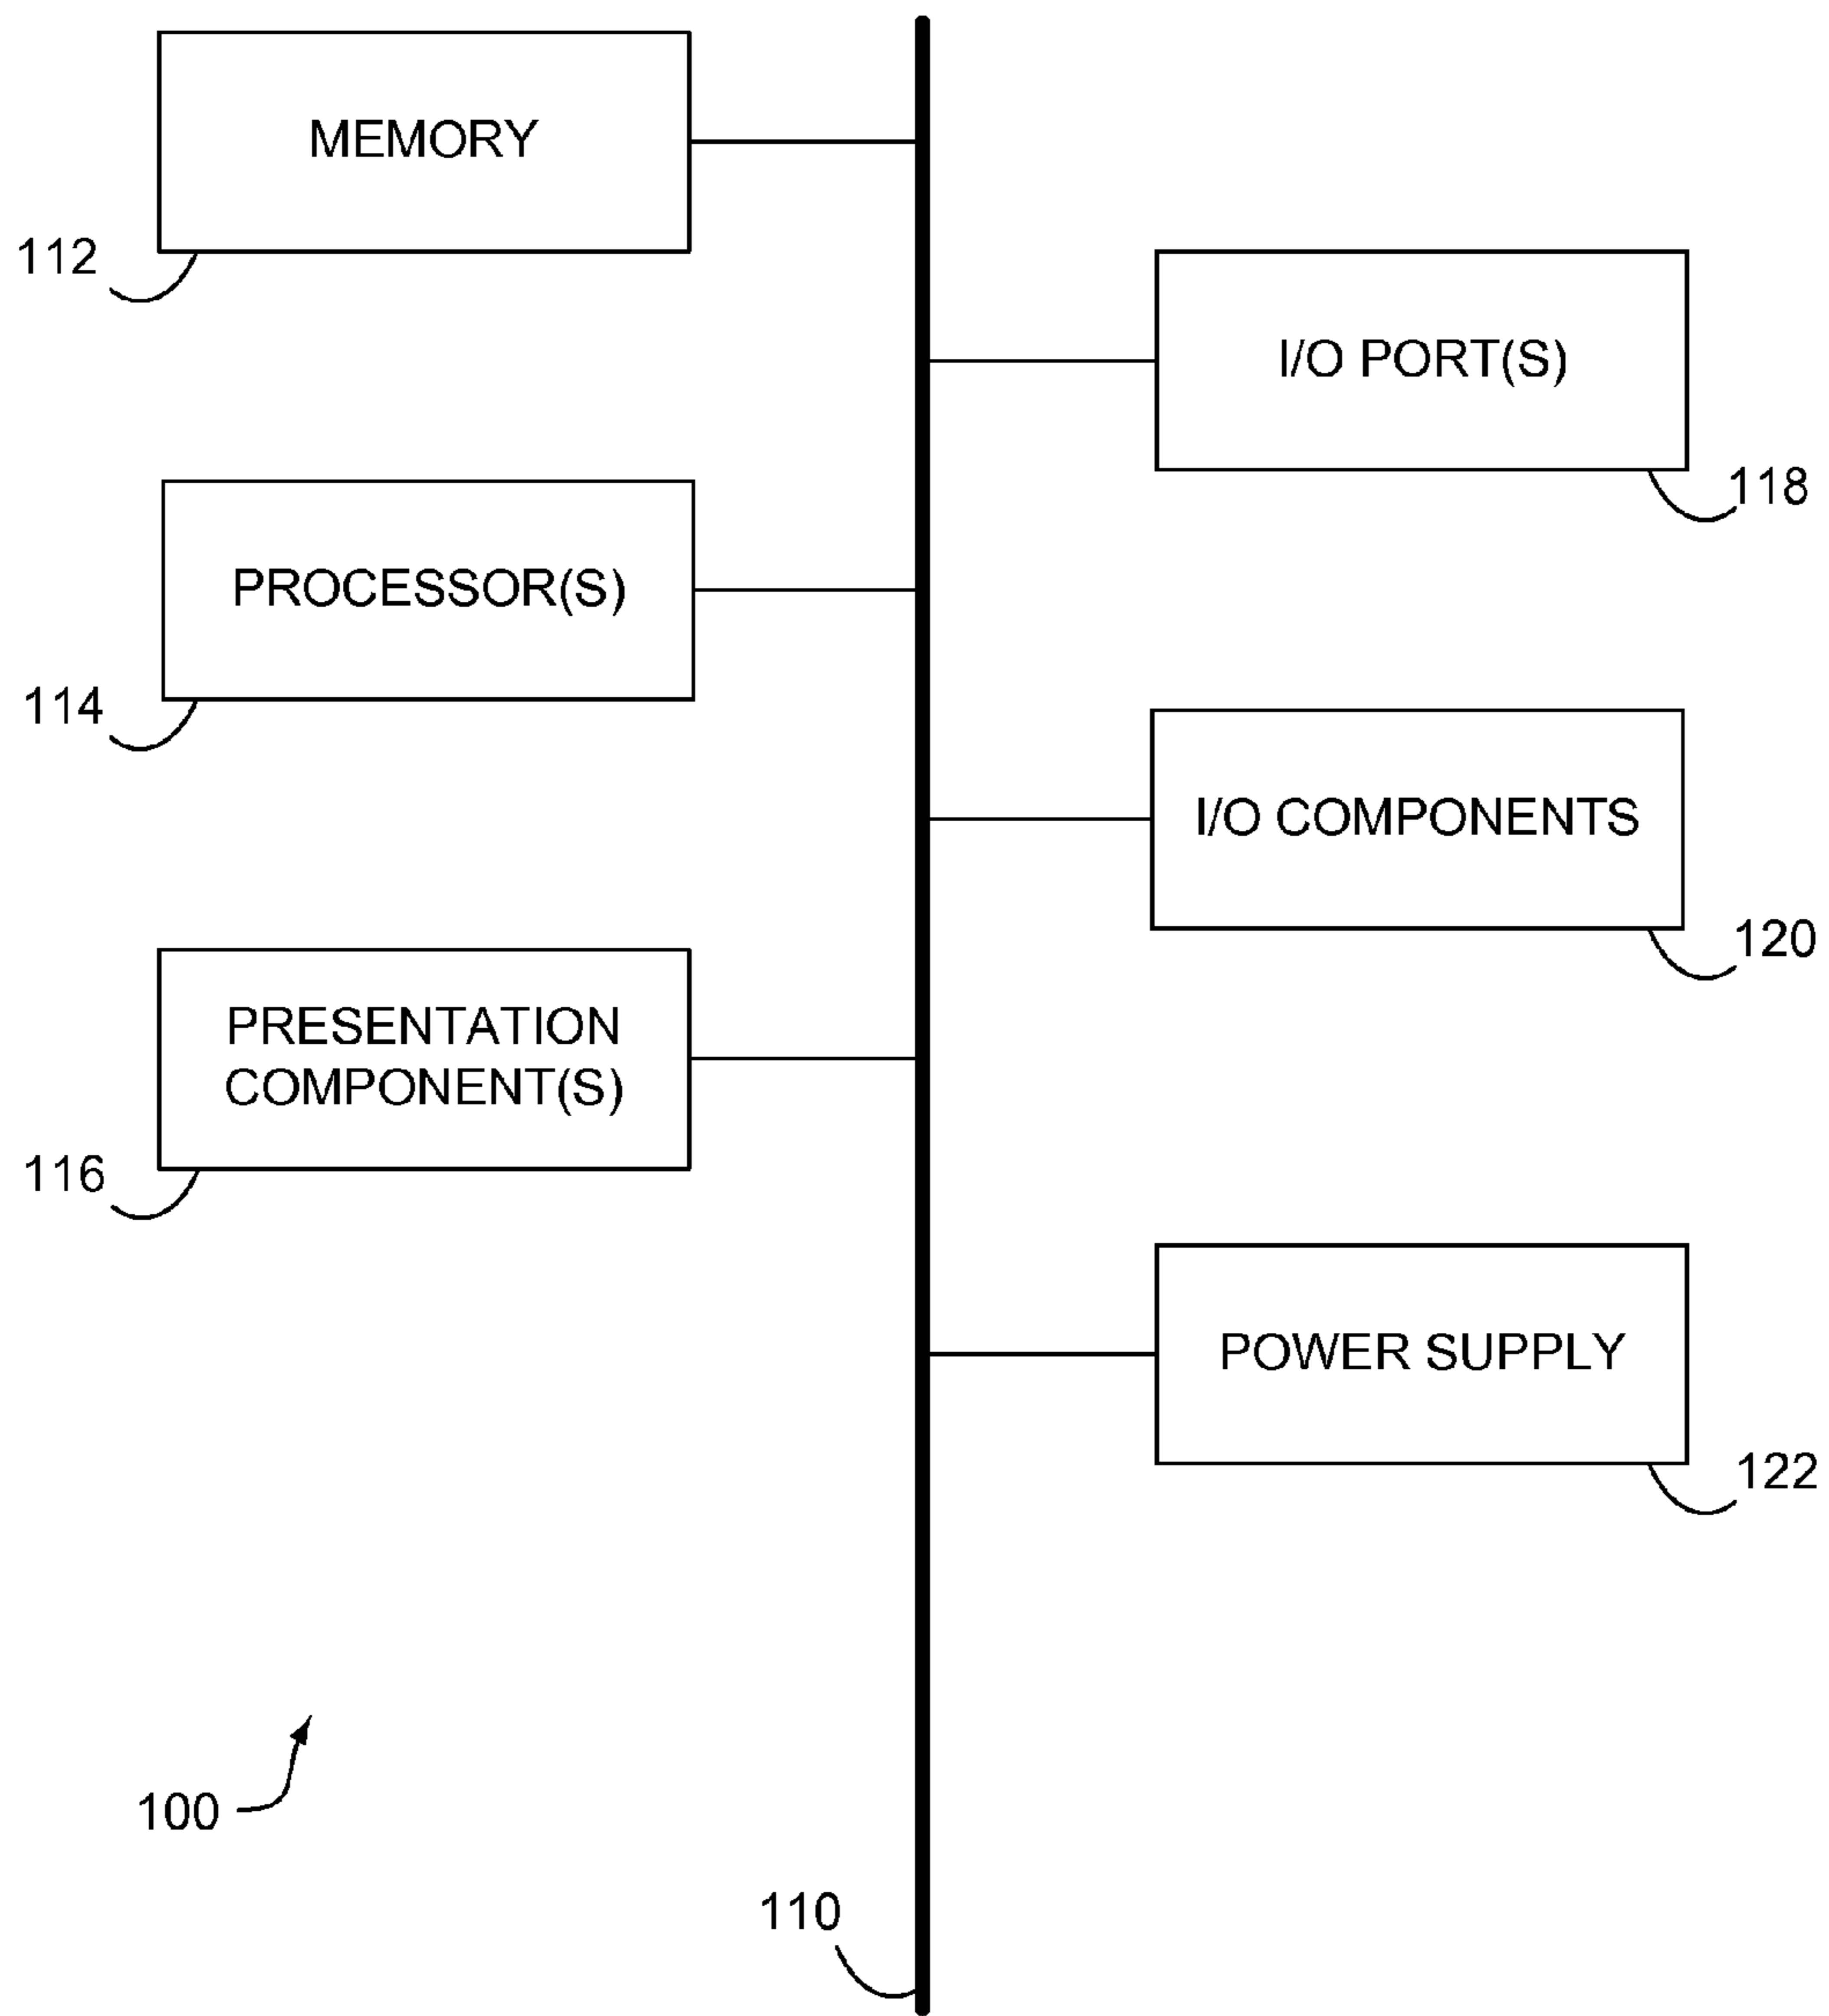 MEMORY
112
I/O PORT(S)
118
PROCESSOR(S)
114
I/O COMPONENTS
120
PRESENTATION
COMPONENT(S)
116
POWER SUPPLY
122
100
110